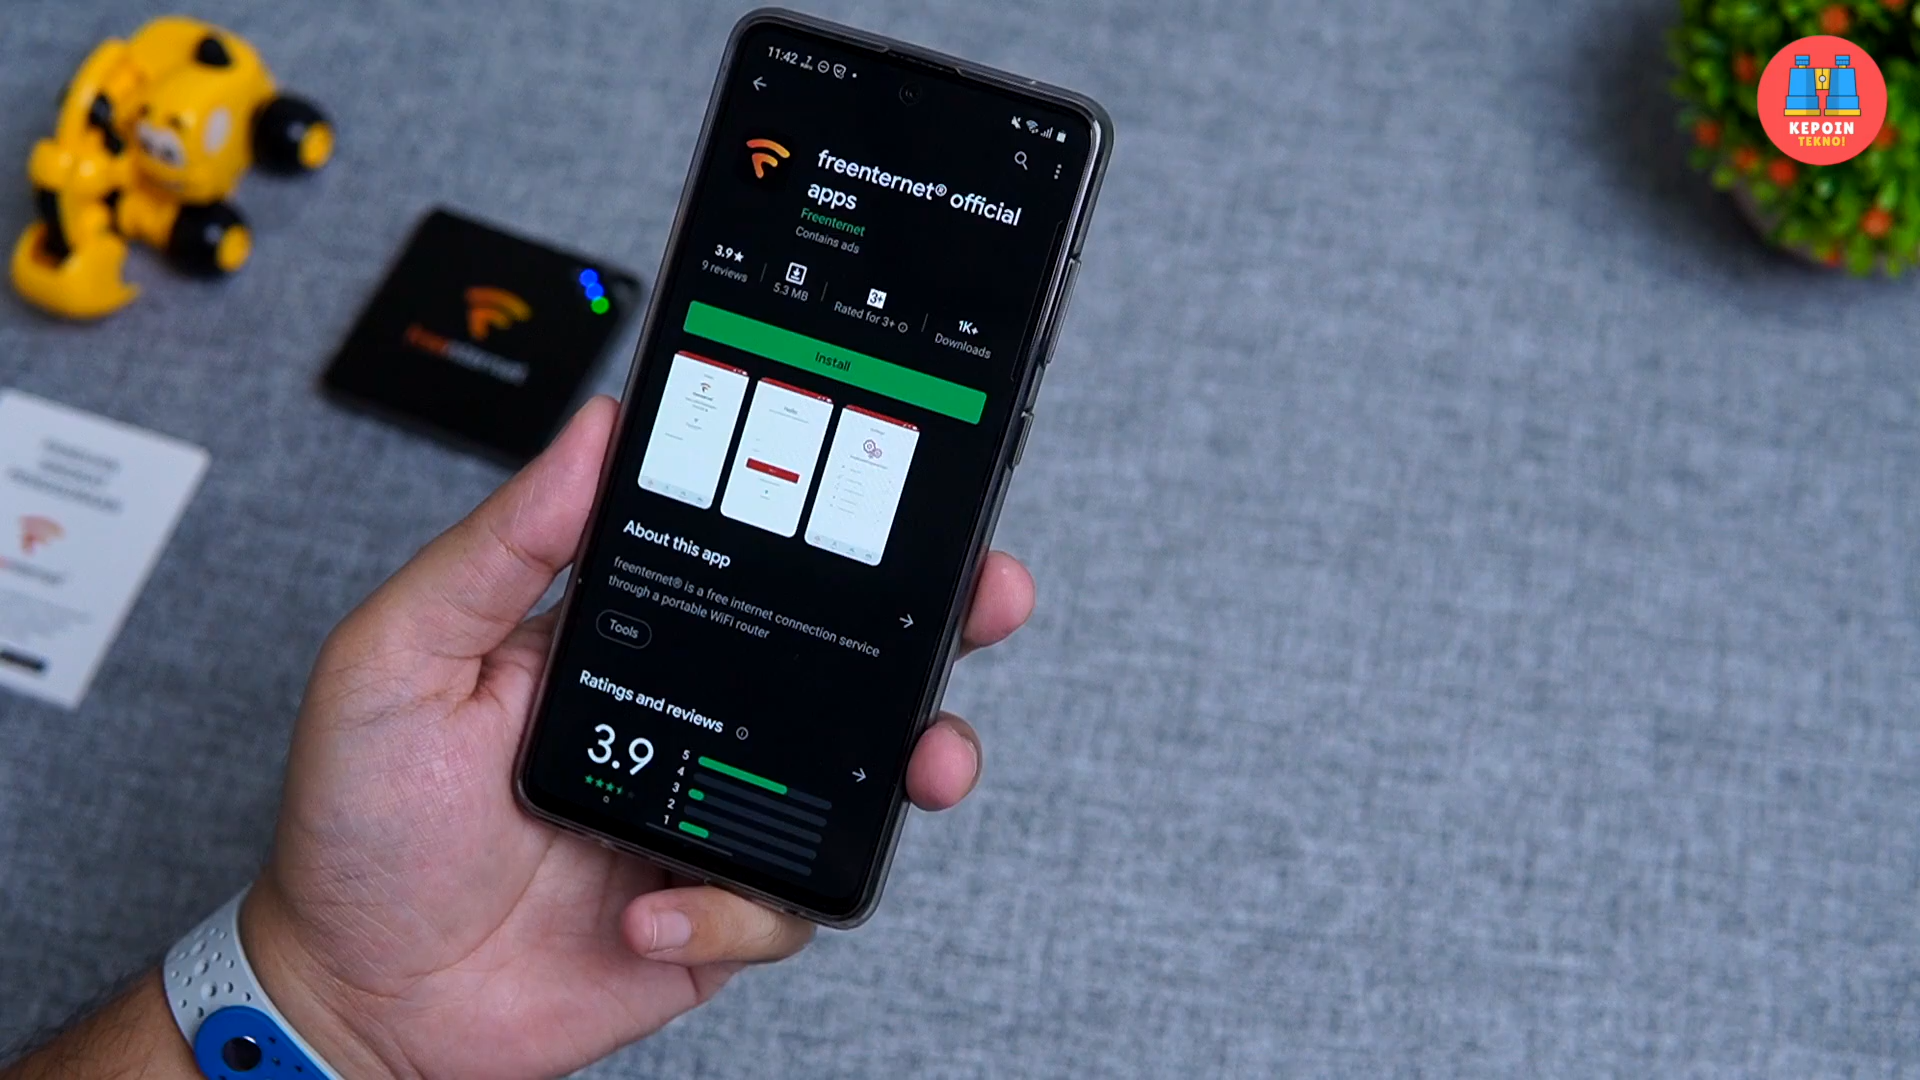 11:42
freenternet® official
apps
Freenternet
Contains ads
3.9★
9 reviews
5.3 MB
3+
Rated for 3+
1K+
Downloads
Install
About this app
freenternet® is a free internet connection service
through a portable WiFi router
Tools
Ratings and reviews
3.9
5
4
3
2
1
KEPOIN
TEKNO!